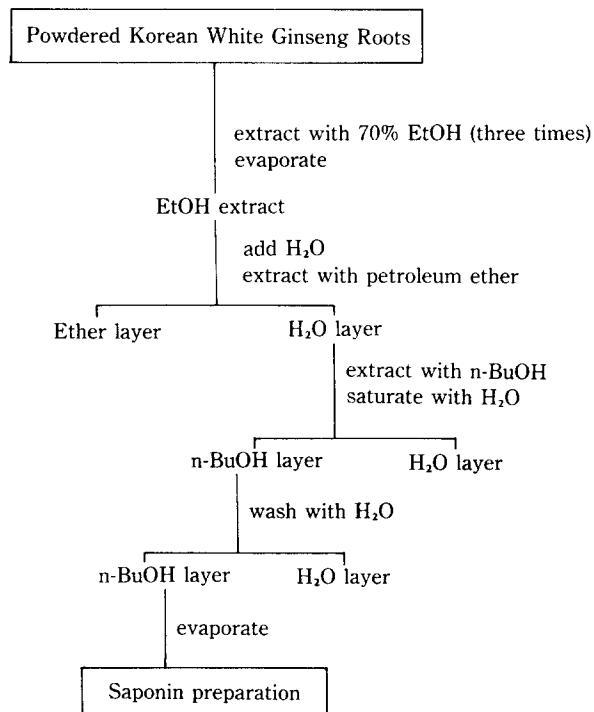 Powdered Korean White Ginseng Roots
extract with 70% EtOH (three times)
evaporate
EtOH extract
add H₂O
extract with petroleum ether
Ether layer
H₂O layer
extract with n-BuOH
saturate with H₂O
n-BuOH layer
H₂O layer
wash with H₂O
n-BuOH layer
H₂O layer
evaporate
Saponin preparation